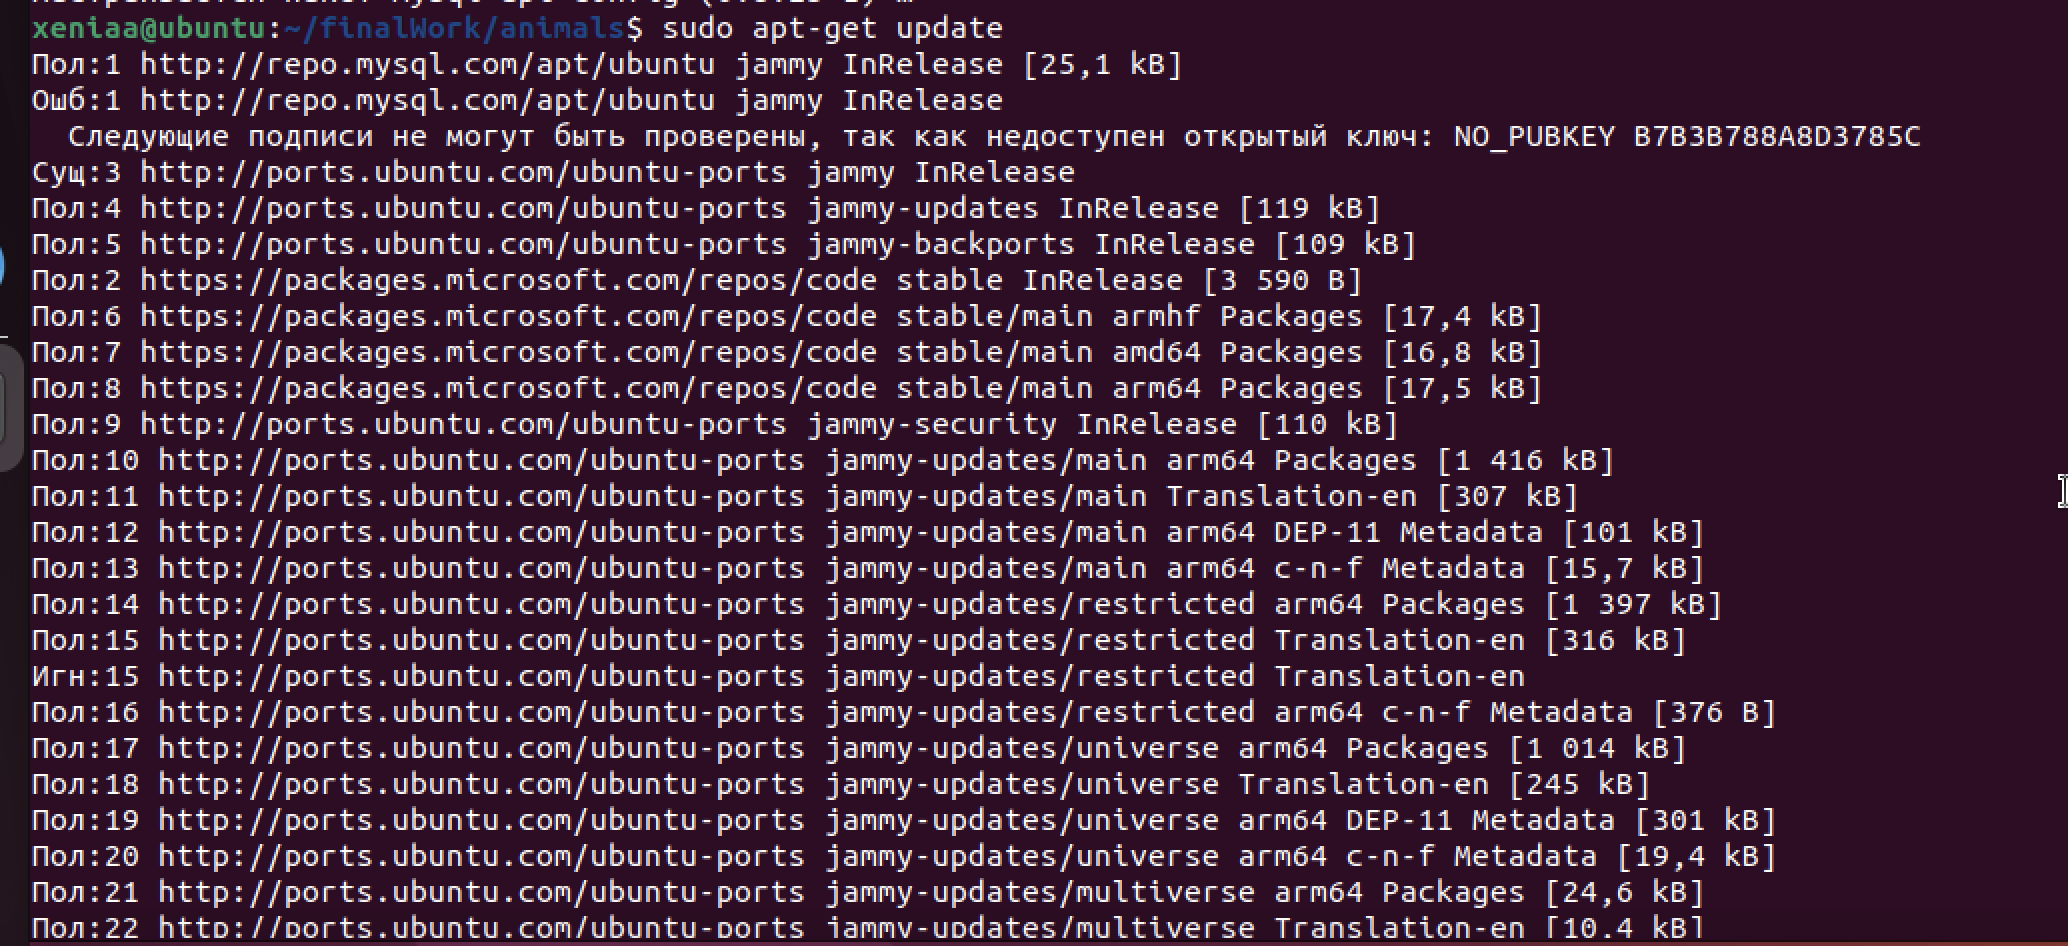 xeniaa@ubuntu:~/finalWork/animals$ sudo apt-get update
Пол:1 http://repo.mysql.com/apt/ubuntu jammy InRelease [25,1 kB]
Ошб:1 http://repo.mysql.com/apt/ubuntu jammy InRelease
Следующие подписи не могут быть проверены, так как недоступен открытый ключ: NO_PUBKEY B7B3B788A8D3785C
Сущ:3 http://ports.ubuntu.com/ubuntu-ports jammy InRelease
Пол:4 http://ports.ubuntu.com/ubuntu-ports jammy-updates InRelease [119 kB]
Пол:5 http://ports.ubuntu.com/ubuntu-ports jammy-backports InRelease [109 kB]
Пол:2 https://packages.microsoft.com/repos/code stable InRelease [3 590 B]
Пол:6 https://packages.microsoft.com/repos/code stable/main armhf Packages [17,4 kB]
Пол:7 https://packages.microsoft.com/repos/code stable/main amd64 Packages [16,8 kB]
Пол:8 https://packages.microsoft.com/repos/code stable/main arm64 Packages [17,5 kB]
Пол:9 http://ports.ubuntu.com/ubuntu-ports jammy-security InRelease [110 kB]
Пол:10 http://ports.ubuntu.com/ubuntu-ports jammy-updates/main arm64 Packages [1 416 kB]
Пол:11 http://ports.ubuntu.com/ubuntu-ports jammy-updates/main Translation-en [307 kB]
Пол:12 http://ports.ubuntu.com/ubuntu-ports jammy-updates/main arm64 DEP-11 Metadata [101 kB]
Пол:13 http://ports.ubuntu.com/ubuntu-ports jammy-updates/main arm64 c-n-f Metadata [15,7 kB]
Пол:14 http://ports.ubuntu.com/ubuntu-ports jammy-updates/restricted arm64 Packages [1 397 kB]
Пол:15 http://ports.ubuntu.com/ubuntu-ports jammy-updates/restricted Translation-en [316 kB]
Игн:15 http://ports.ubuntu.com/ubuntu-ports jammy-updates/restricted Translation-en
Пол:16 http://ports.ubuntu.com/ubuntu-ports jammy-updates/restricted arm64 c-n-f Metadata [376 B]
Пол:17 http://ports.ubuntu.com/ubuntu-ports jammy-updates/universe arm64 Packages [1 014 kB]
Пол:18 http://ports.ubuntu.com/ubuntu-ports jammy-updates/universe Translation-en [245 kB]
Пол:19 http://ports.ubuntu.com/ubuntu-ports jammy-updates/universe arm64 DEP-11 Metadata [301 kB]
Пол:20 http://ports.ubuntu.com/ubuntu-ports jammy-updates/universe arm64 c-n-f Metadata [19,4 kB]
Пол:21 http://ports.ubuntu.com/ubuntu-ports jammy-updates/multiverse arm64 Packages [24,6 kB]
Пол:22 http://ports.ubuntu.com/ubuntu-ports jammy-updates/multiverse Translation-en [10,4 kB]